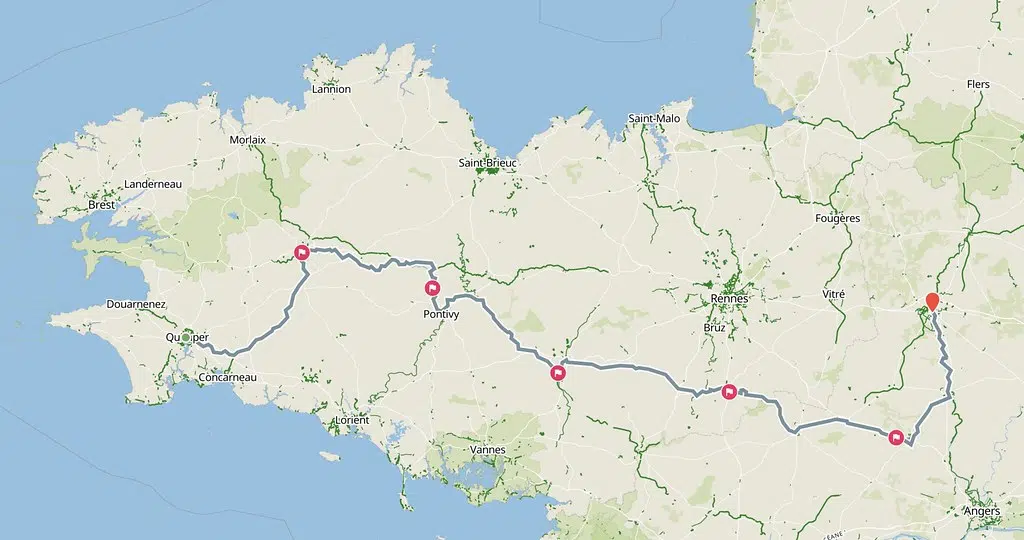 Flers
Lannion
Saint-Malo
Morlaix
Saint-Brieuc
Landerneau
Brest
Fougères
Vitré
Rennes
Douarnenez
Pontivy
Bruz
Concarneau
Lorient
Vannes
Angers